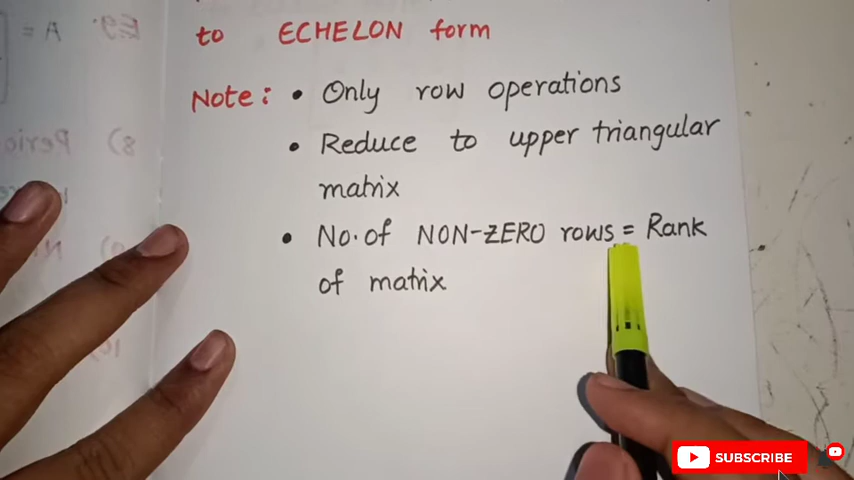 to ECHELON form
Note: • Only row operations
• Reduce to upper triangular
matrix
• No. of NON-ZERO rows = Rank
of matrix
SUBSCRIBE